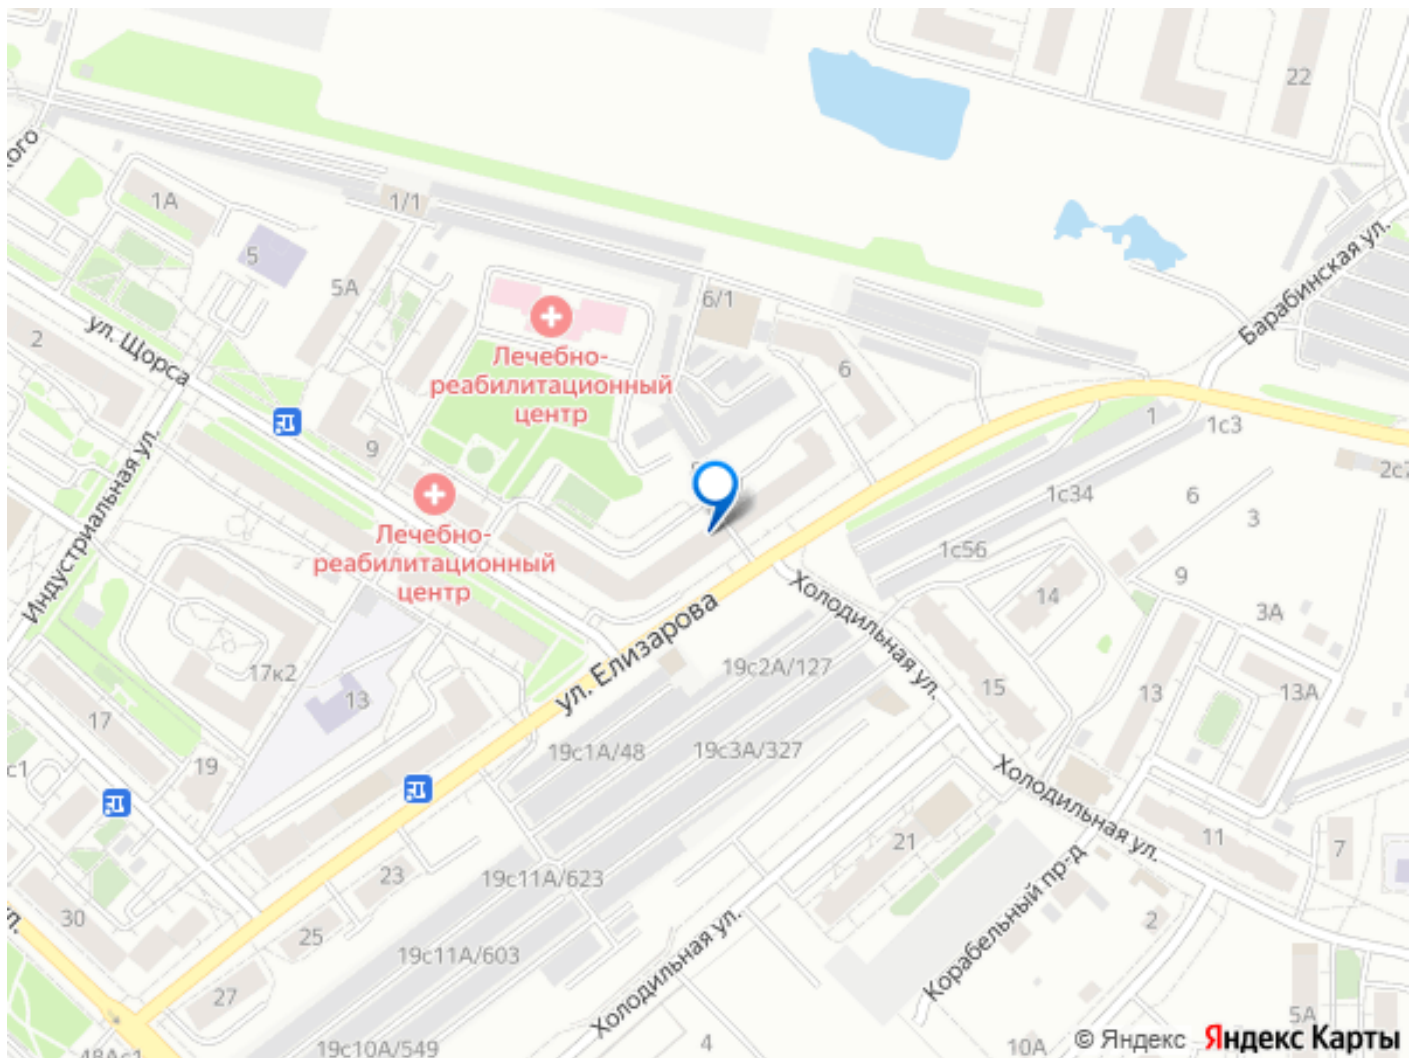 22
кого
1А
1/1
5
5А
6/1
Барабинская ул.
2
ул. Щорса
Лечебно-
реабилитационный
центр
6
1
1с3
9
2с7
Индустриальная ул.
Лечебно-
реабилитационный
центр
1с34
6
3
1с56
9
14
3А
Холодильная ул.
ул. Елизарова
17к2
13
19с2А/127
15
13
13А
17
19
19с1А/48
19с3А/327
с1
Холодильная ул.
21
11
7
23
19с11А/623
Корабельный пр-д
30
25
19с11А/603
Холодильная ул.
2
ул.
27
5А
48Ас1
19с10А/549
4
10А
© Яндекс Яндекс Карты